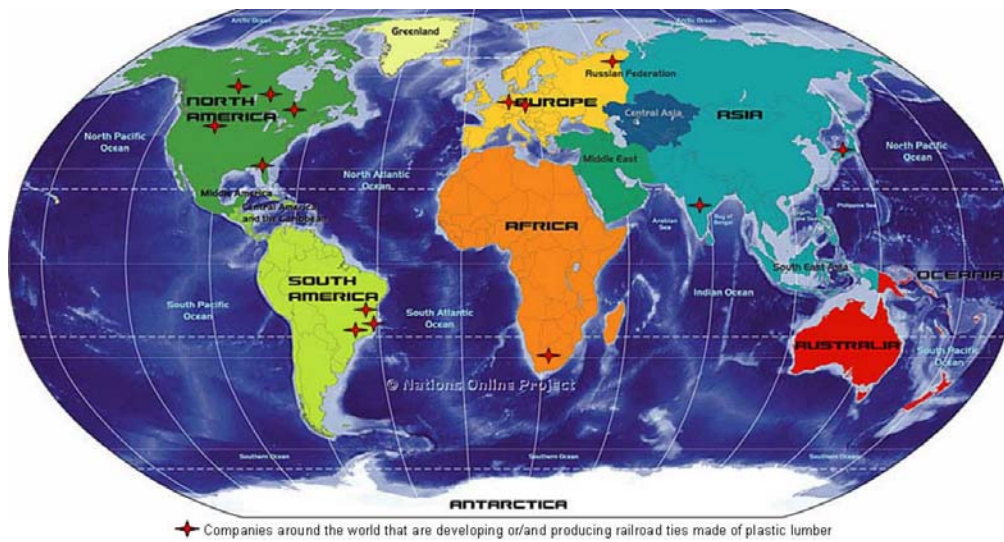 Arctic Ocean
Arctic Ocean
Greenland
Russian Federation
NORTH
AMERICA
EUROPE
Central Asia
ASIA
North Pacific
Ocean
North Pacific
Ocean
Middle East
North Atlantic
Ocean
Middle America
Central America
and the Caribbean
Arabian
Sea
Bay of
Bengal
Philippine Sea
AFRICA
South East Asia
OCEANIA
SOUTH
AMERICA
Indian Ocean
South Pacific
Ocean
South Atlantic
Ocean
AUSTRALIA
South Pacific
Ocean
© Nations Online Project
Southern Ocean
Southern Ocean
Southern Ocean
ANTARCTICA
Companies around the world that are developing or/and producing railroad ties made of plastic lumber